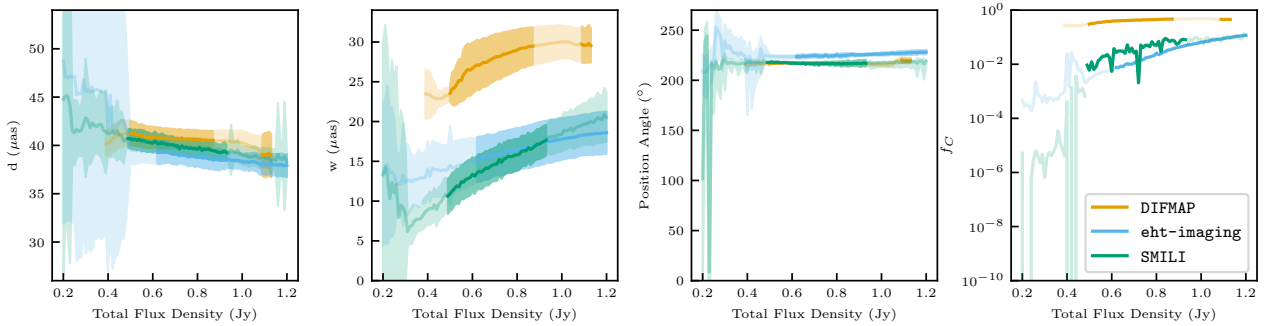 d (μas)
50
45
40
35
30
0.2 0.4 0.6 0.8 1.0 1.2
Total Flux Density (Jy)
w (μas)
30
25
20
15
10
5
0
0.2 0.4 0.6 0.8 1.0 1.2
Total Flux Density (Jy)
Position Angle (°)
250
200
150
100
50
0
0.2 0.4 0.6 0.8 1.0 1.2
Total Flux Density (Jy)
f_C
10⁰
10⁻²
10⁻⁴
10⁻⁶
10⁻⁸
10⁻¹⁰
DIFMAP
eht-imaging
SMILI
0.2 0.4 0.6 0.8 1.0 1.2
Total Flux Density (Jy)